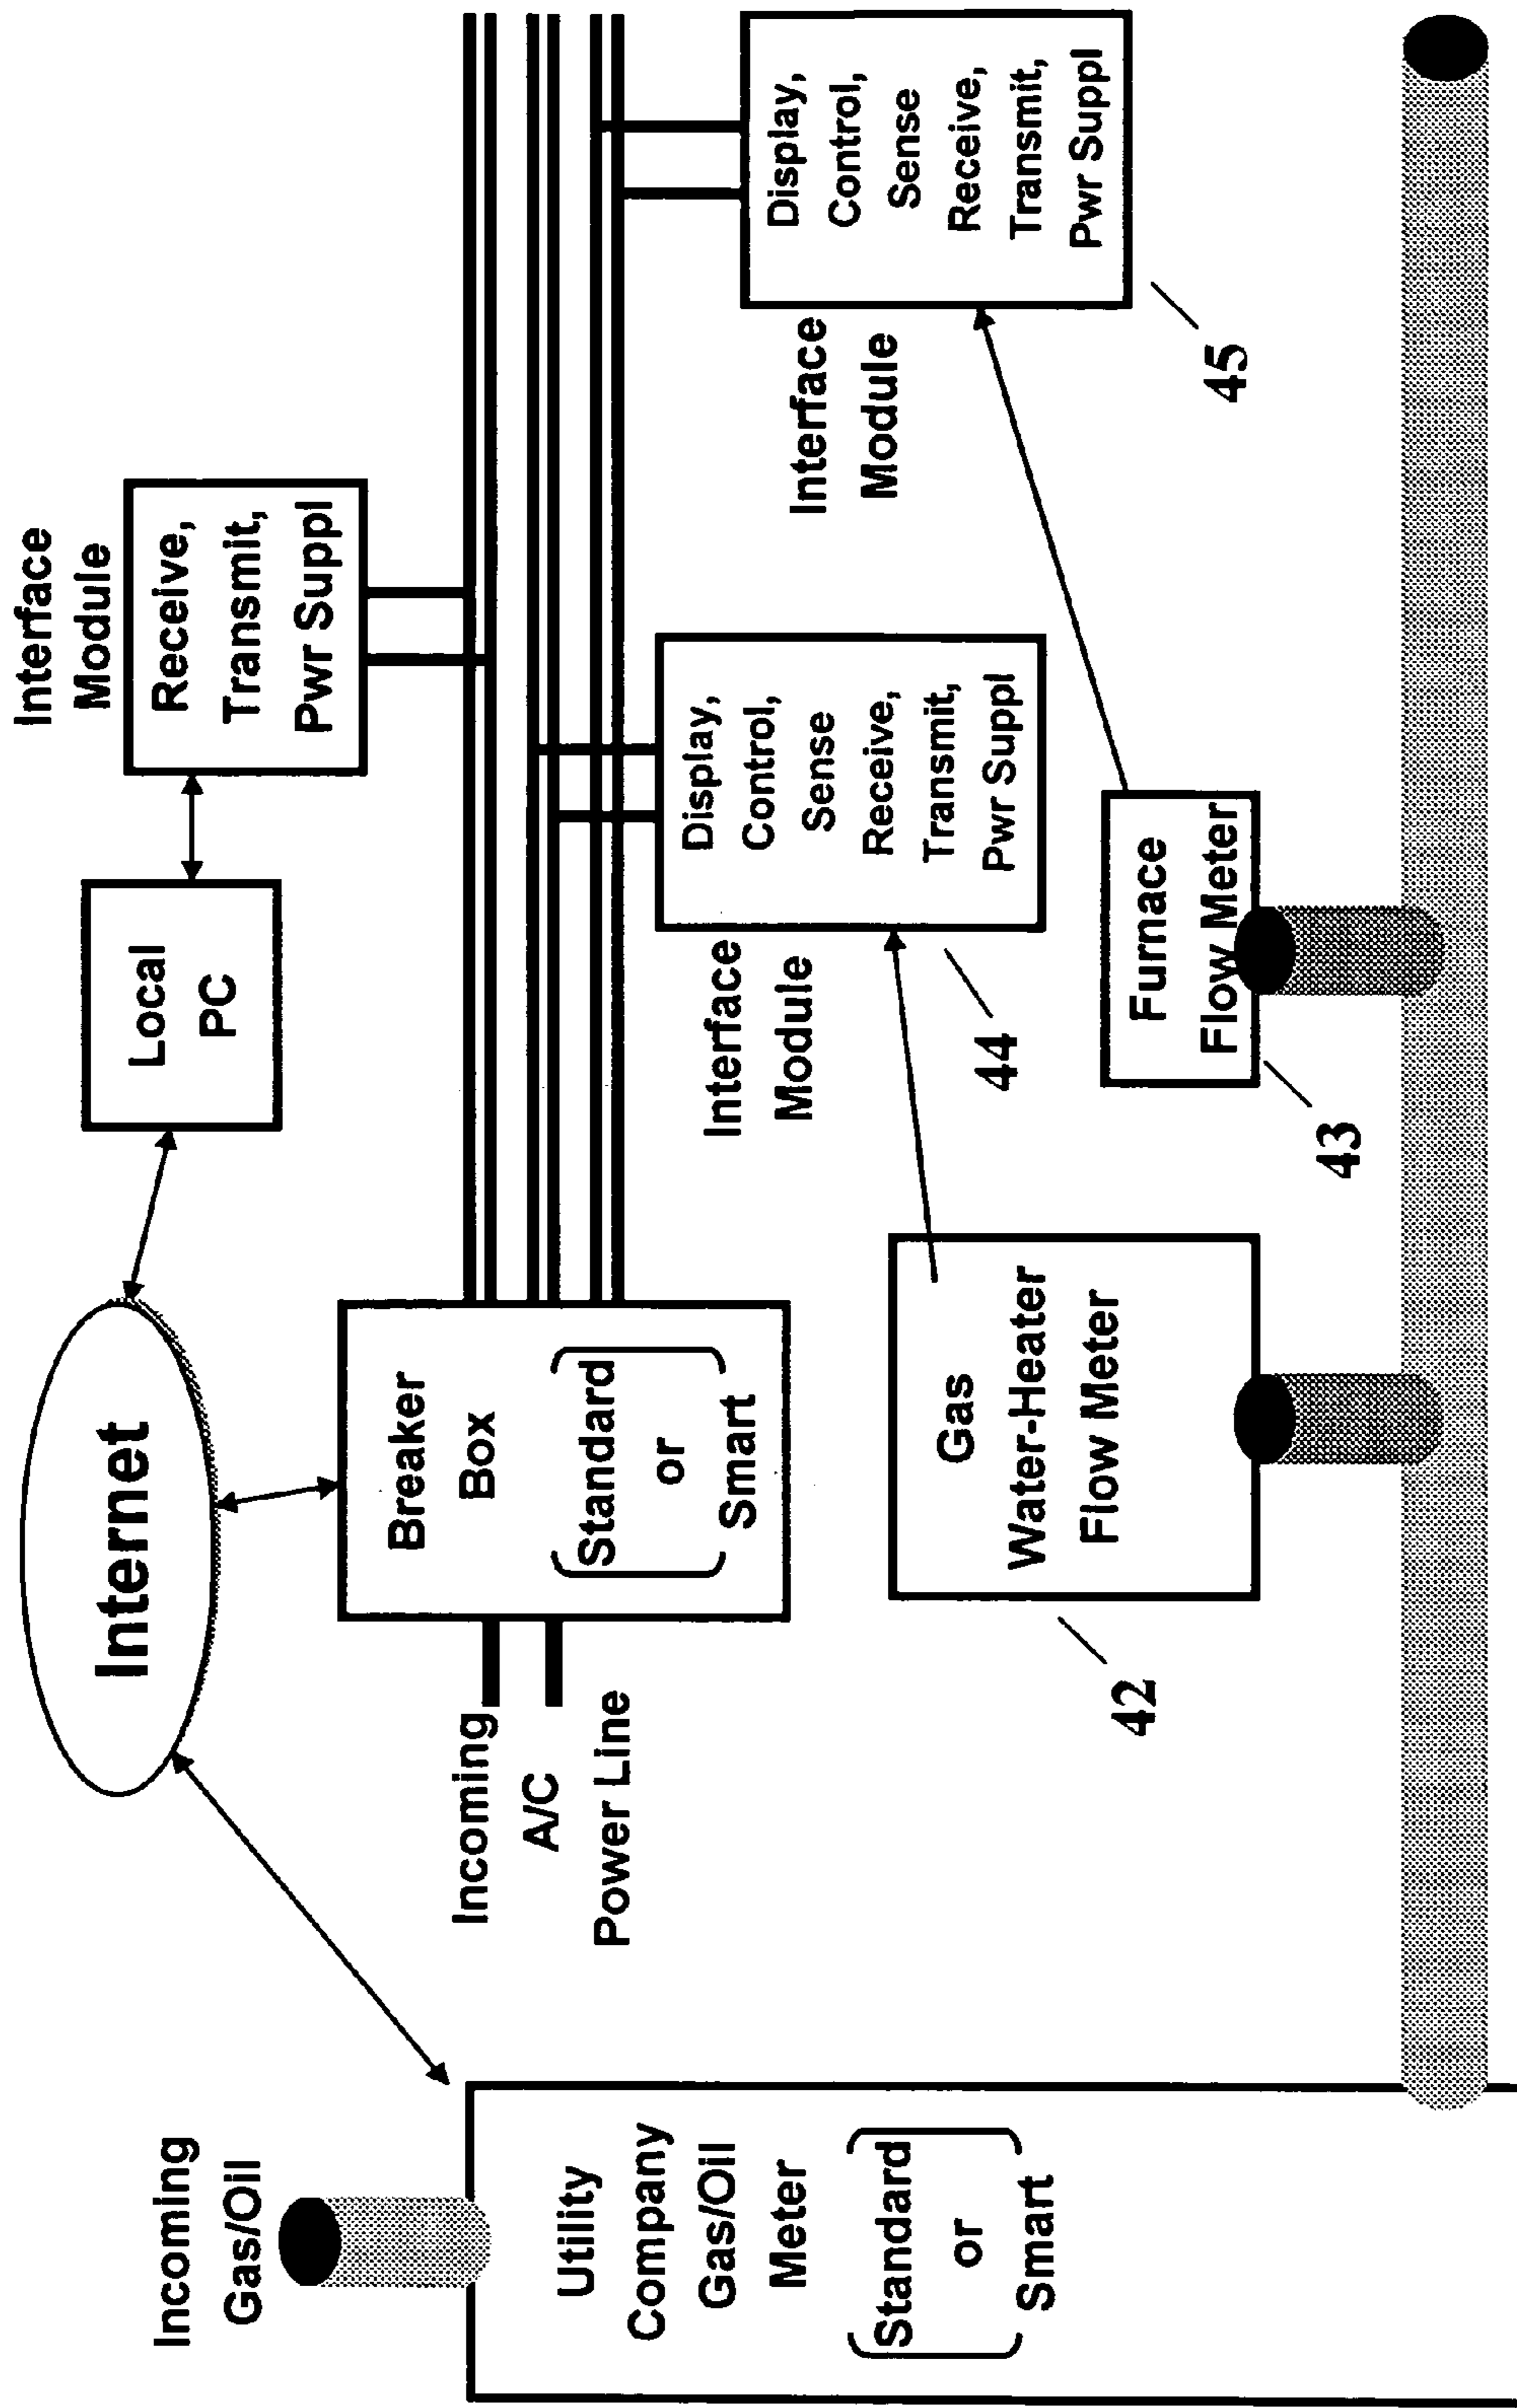 Incoming
Gas/Oil
Utility
Company
Gas/Oil
Meter
Standard
or
Smart
Internet
Incoming
A/C
Power Line
Breaker
Box
Standard
or
Smart
Local
PC
Interface
Module
Receive,
Transmit,
Pwr Suppl
Gas
Water-Heater
Flow Meter
42
Interface
Module
Display,
Control,
Sense
Receive,
Transmit,
Pwr Suppl
44
Furnace
Flow Meter
43
Interface
Module
Display,
Control,
Sense
Receive,
Transmit,
Pwr Suppl
45